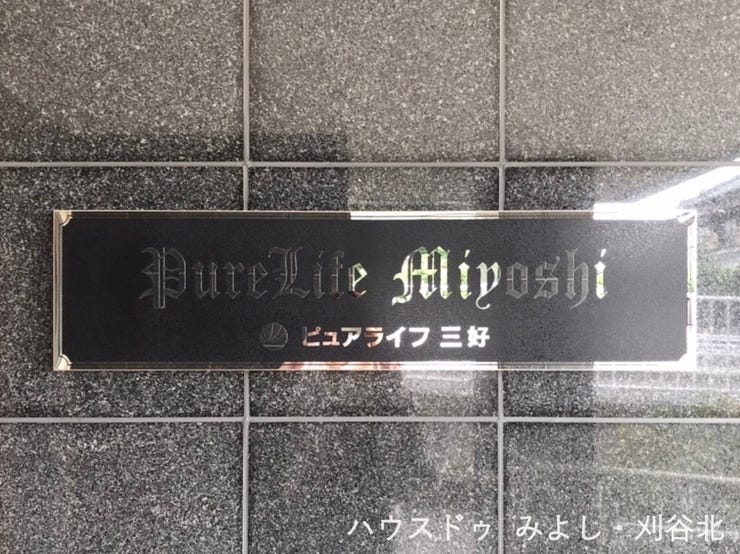 PureLife Miyoshi
ピュアライフ 三好
ハウスドゥ みよし・刈谷北